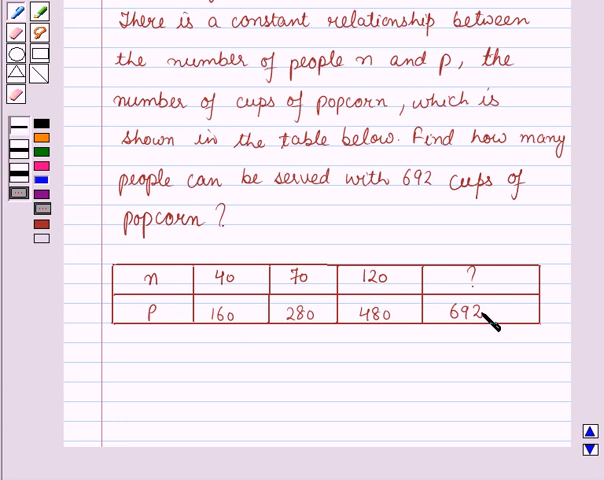 There is a constant relationship between
the number of people n and p, the
number of cups of popcorn, which is
shown in the table below. Find how many
people can be served with 692 cups of
popcorn ?
n 40 70 120 ?
P 160 280 480 692